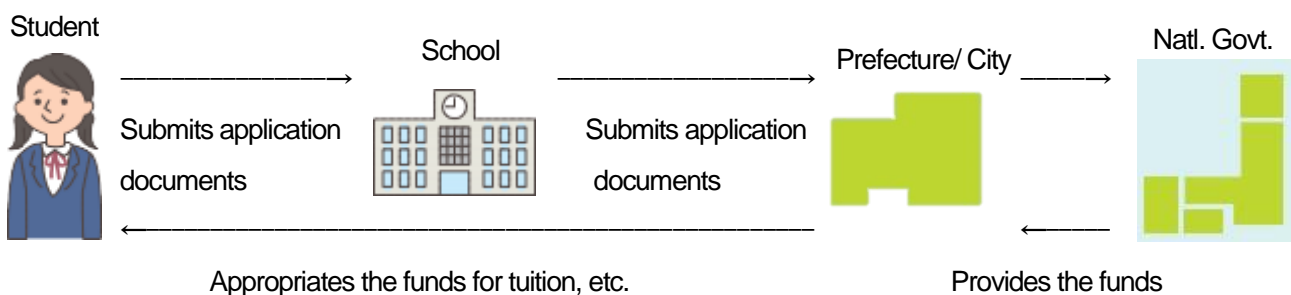 Student
School
Prefecture/ City
Natl. Govt.
Submits application
documents
Submits application
documents
Appropriates the funds for tuition, etc.
Provides the funds